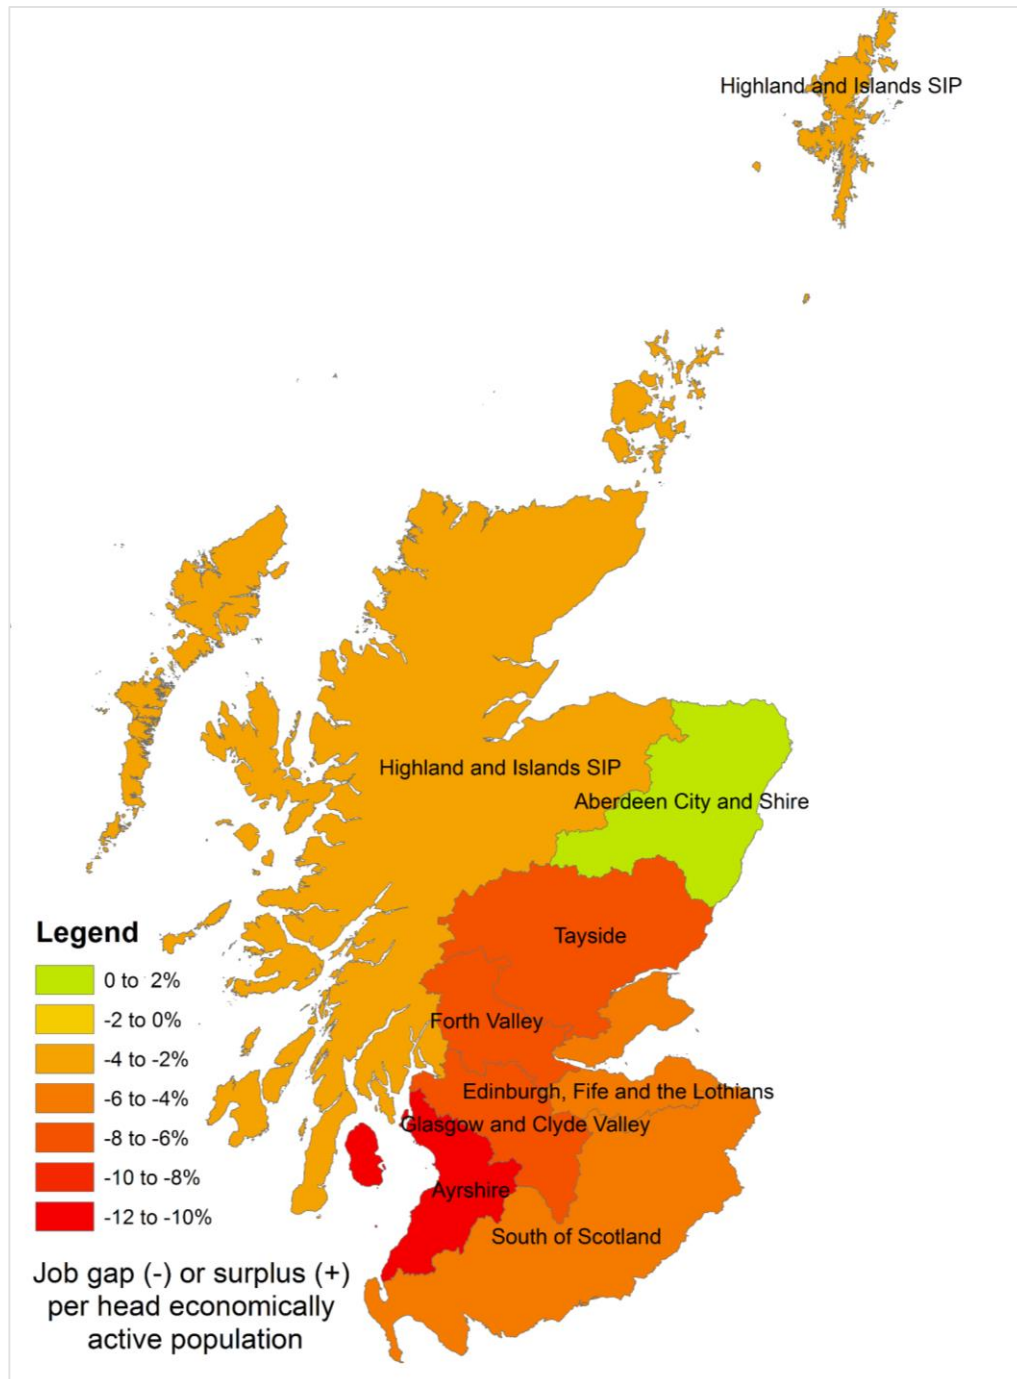 Highland and Islands SIP
Highland and Islands SIP
Aberdeen City and Shire
Tayside
Forth Valley
Edinburgh, Fife and the Lothians
Glasgow and Clyde Valley
Ayrshire
South of Scotland
Legend
0 to 2%
-2 to 0%
-4 to -2%
-6 to -4%
-8 to -6%
-10 to -8%
-12 to -10%
Job gap (-) or surplus (+)
per head economically
active population